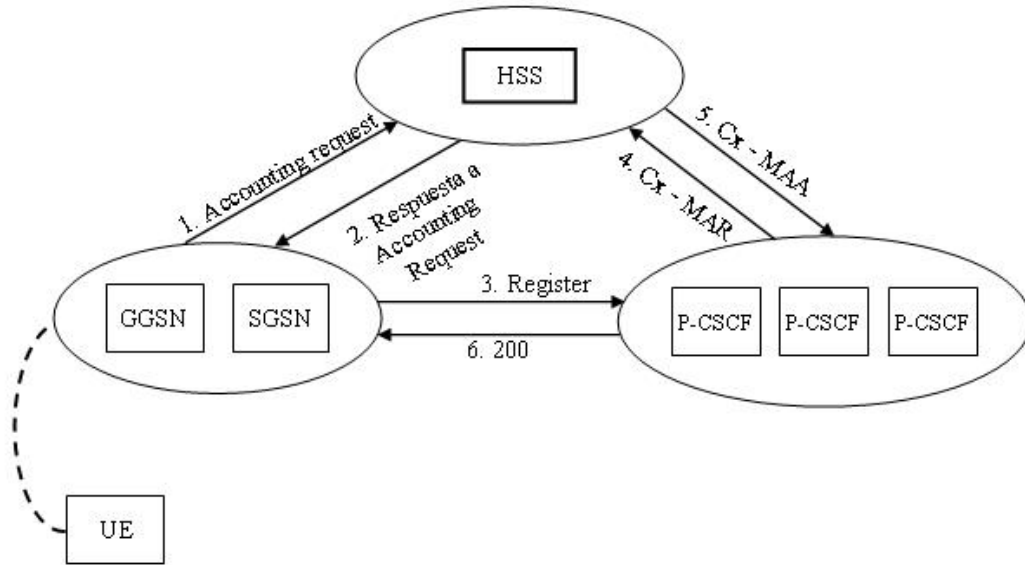 HSS
1. Accounting request
2. Respuesta a
Accounting
Request
5. Cx - MAA
4. Cx - MAR
GGSN
SGSN
3. Register
6. 200
P-CSCF
P-CSCF
P-CSCF
UE